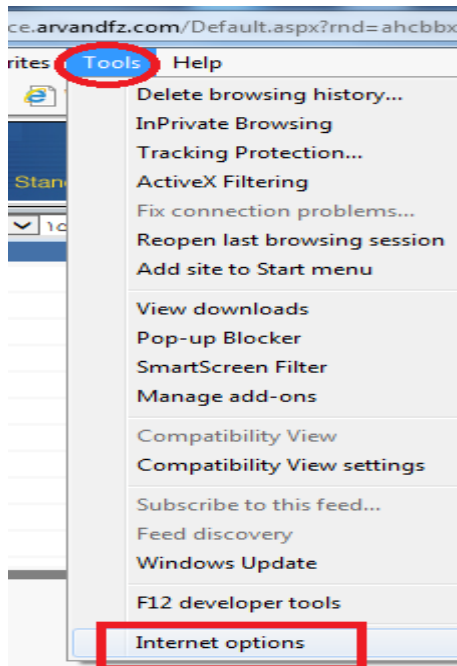 ce.arvandfz.com/Default.aspx?rnd=ahcbbx
rites Tools Help
Delete browsing history...
InPrivate Browsing
Tracking Protection...
Stan
ActiveX Filtering
Fix connection problems...
Reopen last browsing session
Add site to Start menu
View downloads
Pop-up Blocker
SmartScreen Filter
Manage add-ons
Compatibility View
Compatibility View settings
Subscribe to this feed...
Feed discovery
Windows Update
F12 developer tools
Internet options